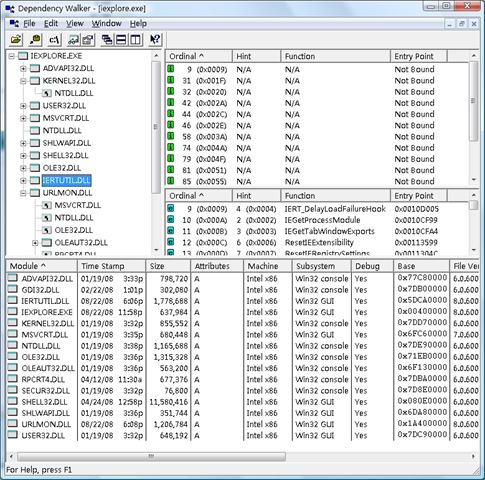 Dependency Walker - [iexplore.exe]
File Edit View Window Help
IEXPLORE.EXE
ADVAPI32.DLL
KERNEL32.DLL
NTDLL.DLL
USER32.DLL
MSVCRT.DLL
NTDLL.DLL
SHLWAPI.DLL
SHELL32.DLL
OLE32.DLL
IERTUTIL.DLL
URLMON.DLL
MSVCRT.DLL
NTDLL.DLL
OLE32.DLL
OLEAUT32.DLL
RPCRT4.DLL
Ordinal ^ Hint Function Entry Point
9 (0x0009) N/A N/A Not Bound
31 (0x001F) N/A N/A Not Bound
32 (0x0020) N/A N/A Not Bound
42 (0x002A) N/A N/A Not Bound
44 (0x002C) N/A N/A Not Bound
46 (0x002E) N/A N/A Not Bound
58 (0x003A) N/A N/A Not Bound
74 (0x004A) N/A N/A Not Bound
79 (0x004F) N/A N/A Not Bound
81 (0x0051) N/A N/A Not Bound
85 (0x0055) N/A N/A Not Bound
Ordinal ^ Hint Function Entry Point
9 (0x0009) 4 (0x0004) IERT_DelayLoadFailureHook 0x0010D005
10 (0x000A) 2 (0x0002) IEGetProcessModule 0x0010CF99
11 (0x000B) 3 (0x0003) IEGetTabWindowExports 0x0010CFA3
12 (0x000C) 6 (0x0006) ResetIEExtensibility 0x00113599
Module ^ Time Stamp Size Attributes Machine Subsystem Debug Base File Ver
ADVAPI32.DLL 01/19/08 3:33p 798,720 A Intel x86 Win32 console Yes 0x77C80000 6.0.600
GDI32.DLL 02/22/08 1:01p 302,080 A Intel x86 Win32 console Yes 0x7DB00000 6.0.600
IERTUTIL.DLL 08/22/08 6:06p 1,778,688 A Intel x86 Win32 GUI Yes 0x5DCA0000 8.0.600
IEXPLORE.EXE 08/22/08 11:58p 637,984 A Intel x86 Win32 GUI Yes 0x00400000 8.0.600
KERNEL32.DLL 01/19/08 3:32p 855,552 A Intel x86 Win32 console Yes 0x7DD70000 6.0.600
MSVCRT.DLL 01/19/08 3:35p 680,448 A Intel x86 Win32 GUI Yes 0x6FC60000 7.0.600
NTDLL.DLL 01/19/08 3:38p 1,165,688 A Intel x86 Win32 console Yes 0x7DE90000 6.0.600
OLE32.DLL 01/19/08 3:36p 1,315,328 A Intel x86 Win32 console Yes 0x71EB0000 6.0.600
OLEAUT32.DLL 01/19/08 3:36p 563,200 A Intel x86 Win32 console Yes 0x6F130000 6.0.600
RPCRT4.DLL 04/12/08 11:30a 677,376 A Intel x86 Win32 console Yes 0x7DBA0000 6.0.600
SECUR32.DLL 01/19/08 3:32p 76,800 A Intel x86 Win32 console Yes 0x7D8E0000 6.0.600
SHELL32.DLL 04/24/08 12:58p 11,580,416 A Intel x86 Win32 GUI Yes 0x080E0000 6.0.600
SHLWAPI.DLL 01/19/08 3:36p 351,744 A Intel x86 Win32 GUI Yes 0x6DA80000 6.0.600
URLMON.DLL 08/22/08 6:08p 1,206,784 A Intel x86 Win32 GUI Yes 0x1A400000 8.0.600
USER32.DLL 01/19/08 3:32p 648,192 A Intel x86 Win32 GUI Yes 0x7DC90000 6.0.600
For Help, press F1